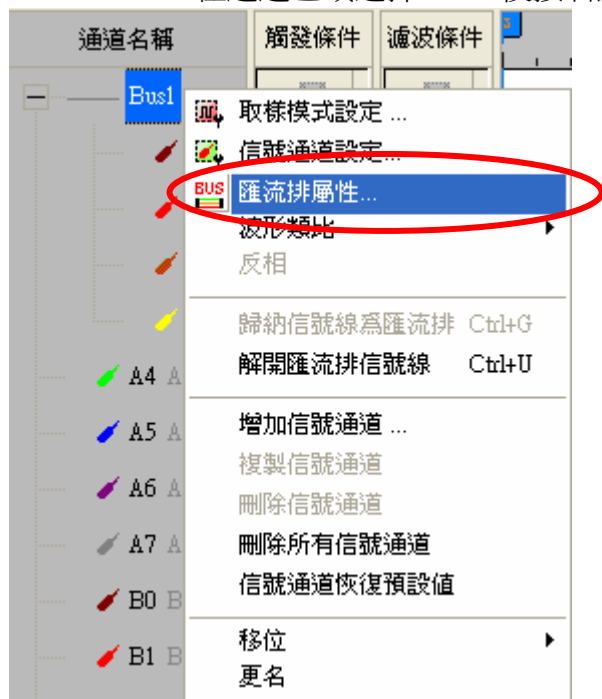 通道名稱 觸發條件 濾波條件
Bus1
取樣模式設定 ...
信號通道設定...
BUS 匯流排屬性...
波形類比
反相
歸納信號線為匯流排 Ctrl+G
解開匯流排信號線 Ctrl+U
A4 A
A5 A
增加信號通道 ...
複製信號通道
A6 A
刪除信號通道
A7 A
刪除所有信號通道
信號通道恢復預設値
B0 B
移位
B1 B
更名